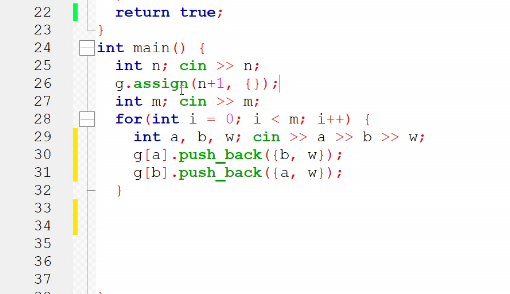 22 return true;
23 }
24 int main() {
25 int n; cin >> n;
26 g.assign(n+1, {});
27 int m; cin >> m;
28 for(int i = 0; i < m; i++) {
29 int a, b, w; cin >> a >> b >> w;
30 g[a].push_back({b, w});
31 g[b].push_back({a, w});
32 }
33
34
35
36
37